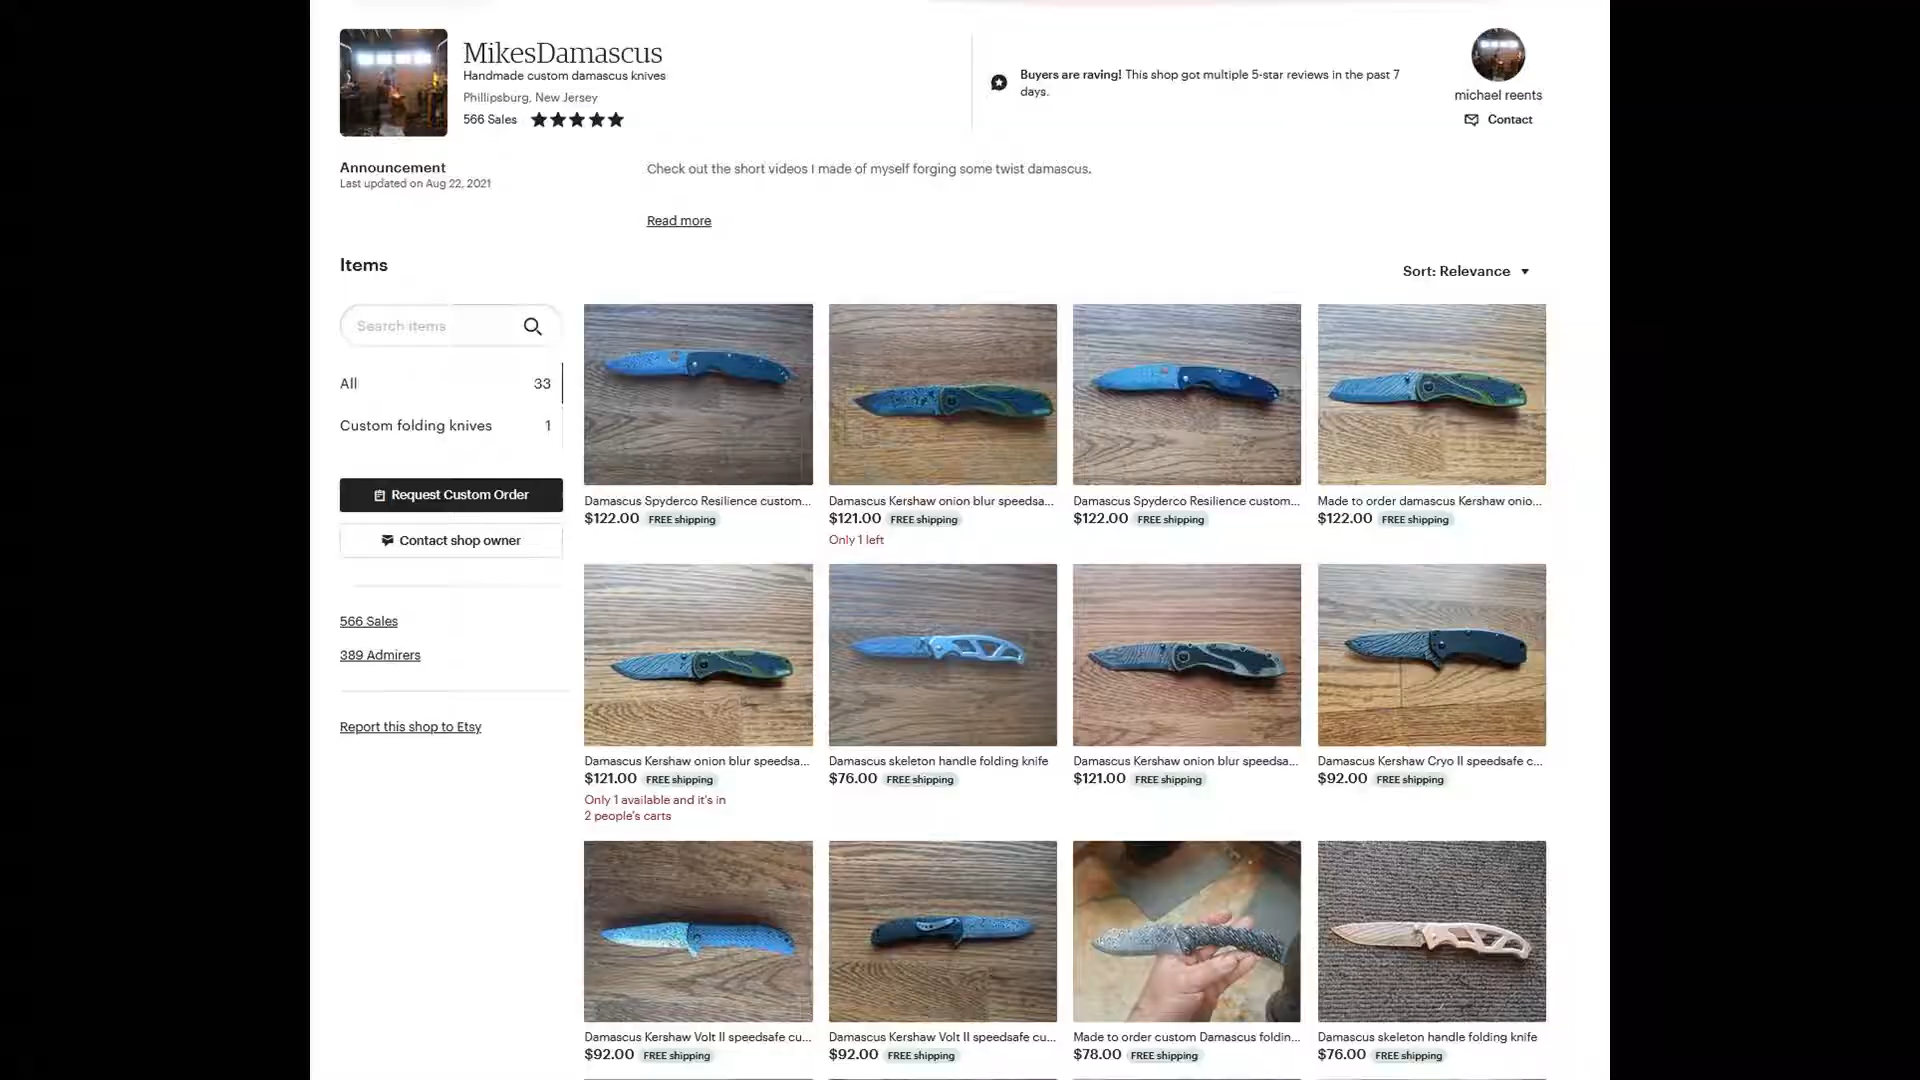 MikesDamascus
Handmade custom damascus knives
Phillipsburg, New Jersey
566 Sales
Buyers are raving! This shop got multiple 5-star reviews in the past 7
days.
michael reents
Contact
Announcement
Last updated on Aug 22, 2021
Check out the short videos I made of myself forging some twist damascus.
Read more
Items
Sort: Relevance
Search items
All 33
Custom folding knives 1
Request Custom Order
Contact shop owner
566 Sales
389 Admirers
Report this shop to Etsy
Damascus Spyderco Resilience custom...
$122.00 FREE shipping
Damascus Kershaw onion blur speedsa...
$121.00 FREE shipping
Only 1 left
Damascus Spyderco Resilience custom...
$122.00 FREE shipping
Made to order damascus Kershaw onio...
$122.00 FREE shipping
Damascus Kershaw onion blur speedsa...
$121.00 FREE shipping
Only 1 available and it's in
2 people's carts
Damascus skeleton handle folding knife
$76.00 FREE shipping
Damascus Kershaw onion blur speedsa...
$121.00 FREE shipping
Damascus Kershaw Cryo II speedsafe c...
$92.00 FREE shipping
Damascus Kershaw Volt II speedsafe cu...
$92.00 FREE shipping
Damascus Kershaw Volt II speedsafe cu...
$92.00 FREE shipping
Made to order custom Damascus foldin...
$78.00 FREE shipping
Damascus skeleton handle folding knife
$76.00 FREE shipping